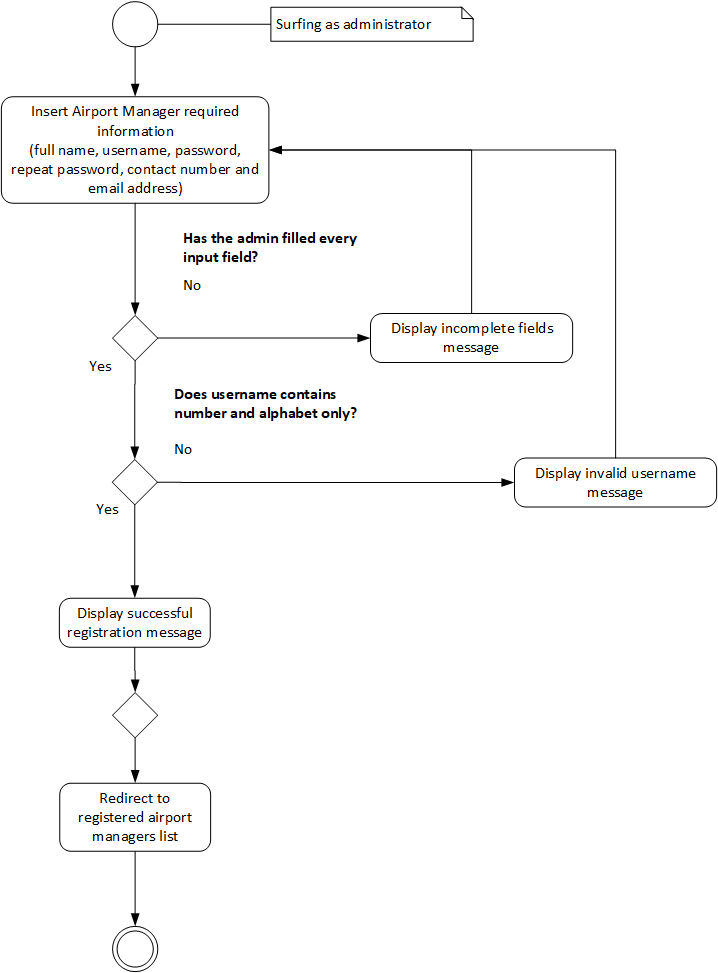 Surfing as administrator
Insert Airport Manager required
information
(full name, username, password,
repeat password, contact number and
email address)
Has the admin filled every
input field?
No
Display incomplete fields
message
Yes
Does username contains
number and alphabet only?
No
Display invalid username
message
Yes
Display successful
registration message
Redirect to
registered airport
managers list